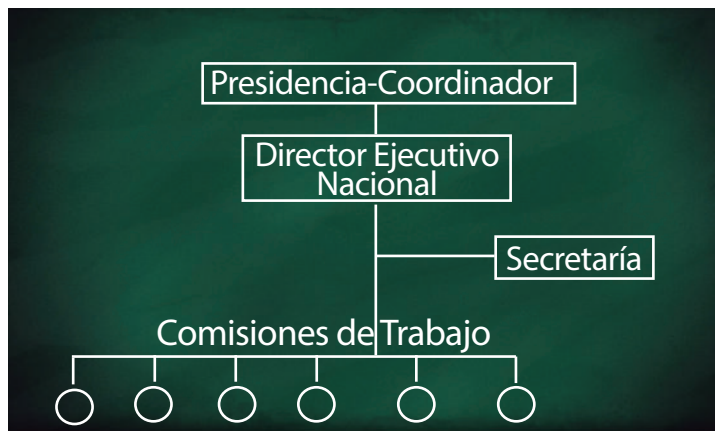 Presidencia-Coordinador
Director Ejecutivo
Nacional
Secretaría
Comisiones de Trabajo